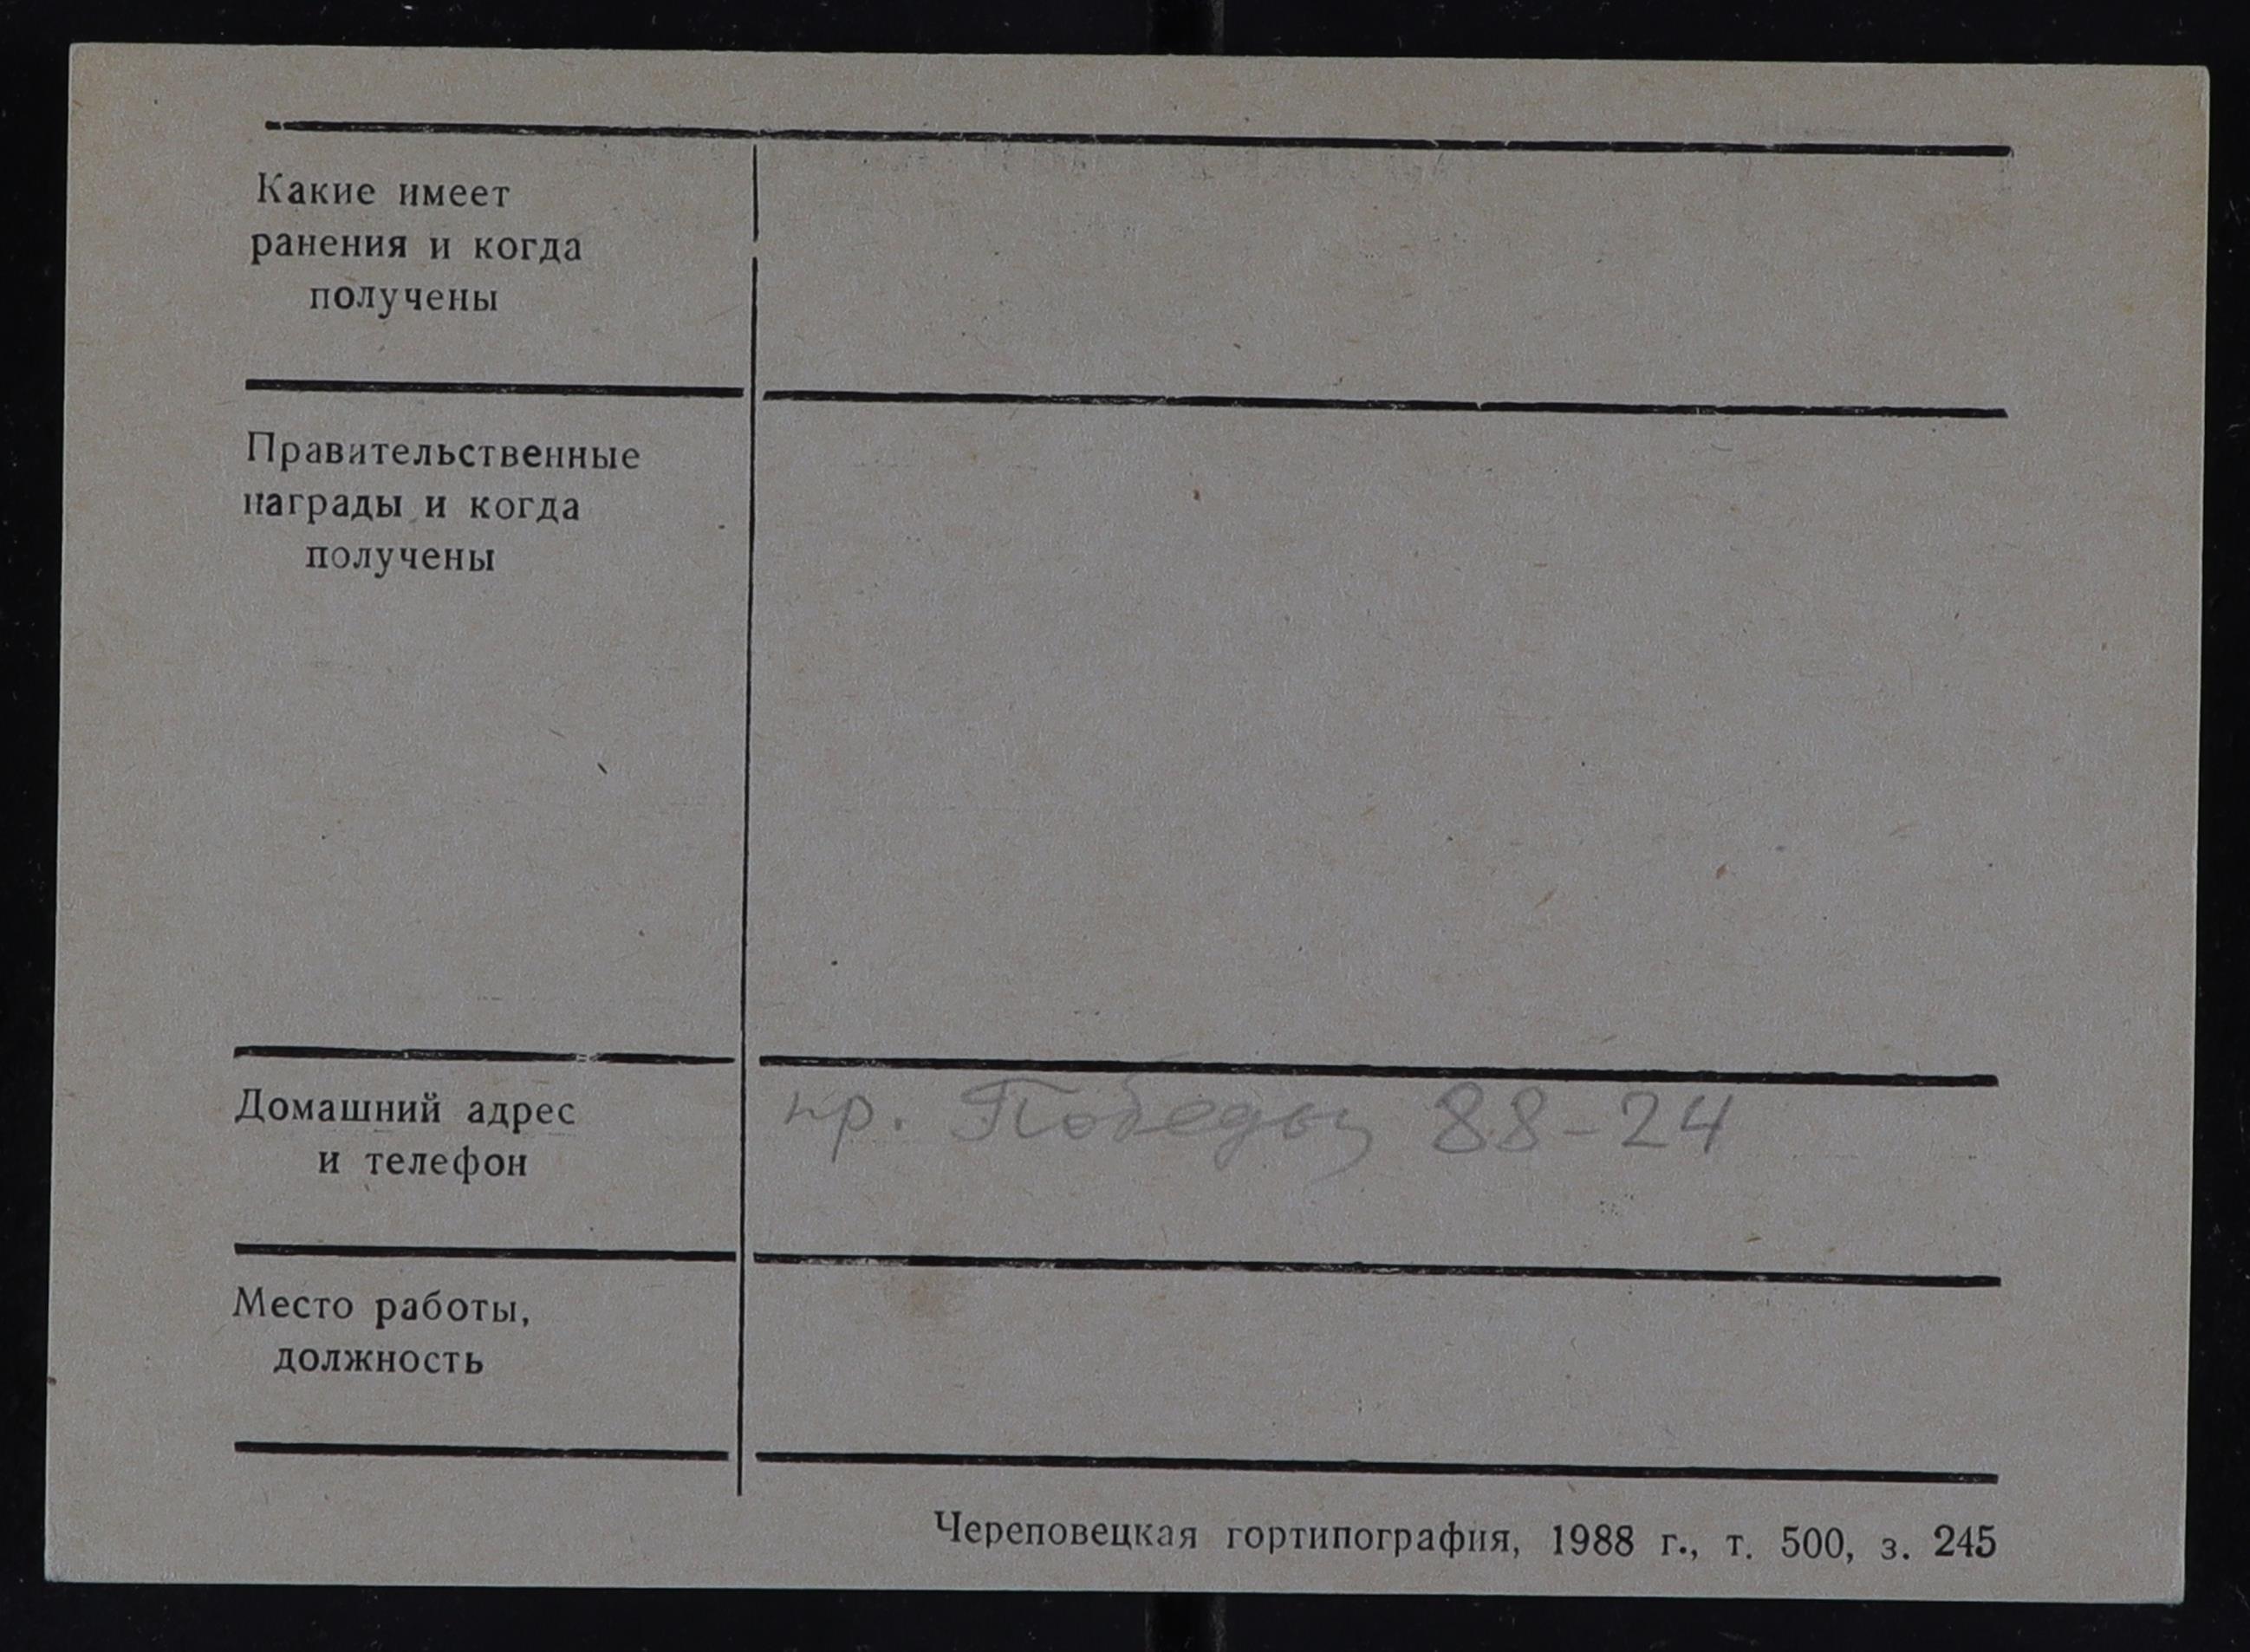 Какие имеет
ранения и когда
получены
Правительственные
награды и когда
получены
Домашний адрес
и телефон
пр. Победы 88-24
Место работы,
должность
Череповецкая гортипография, 1988 г., т. 500, з. 245